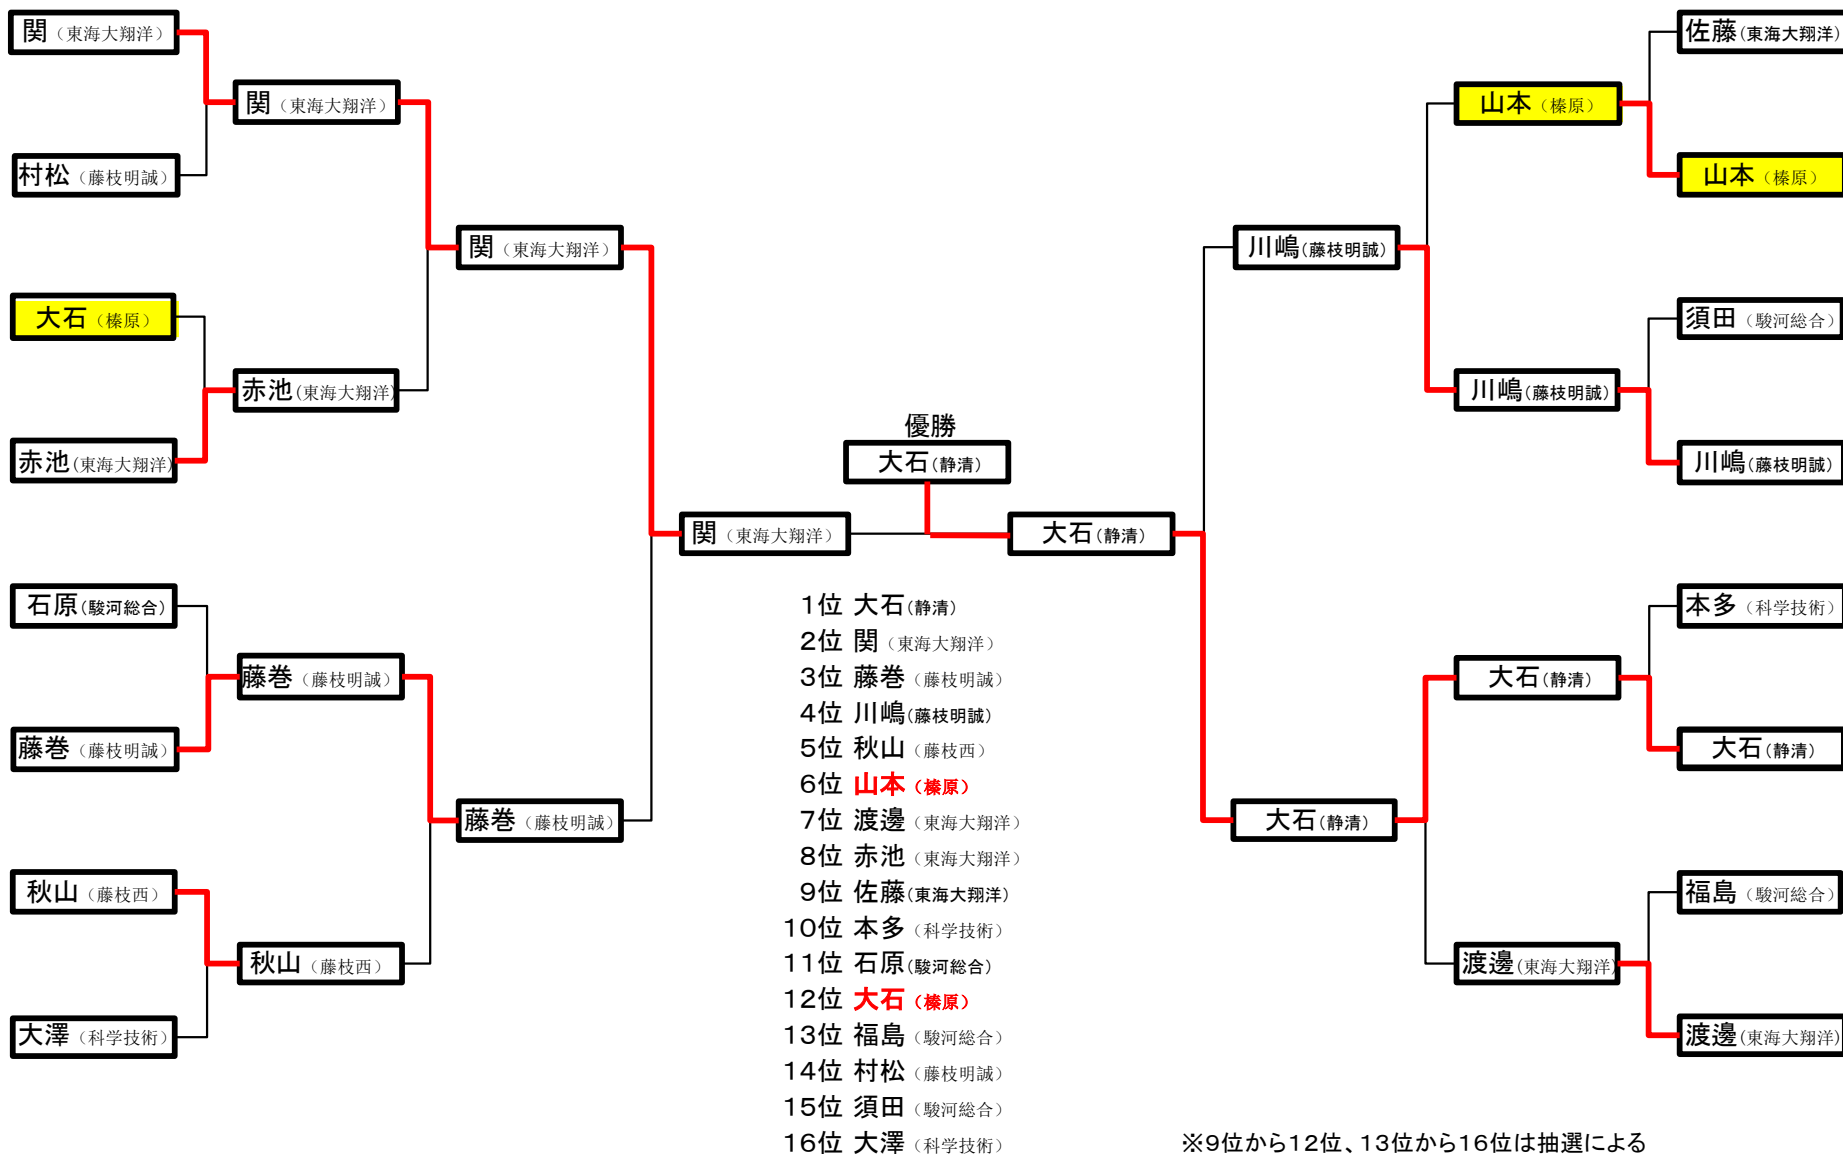 関（東海大翔洋）
村松（藤枝明誠）
大石（榛原）
赤池(東海大翔洋)
石原(駿河総合)
藤巻（藤枝明誠）
秋山（藤枝西）
大澤（科学技術）
関（東海大翔洋）
赤池(東海大翔洋)
藤巻（藤枝明誠）
秋山（藤枝西）
関（東海大翔洋）
藤巻（藤枝明誠）
関（東海大翔洋）
優勝
大石(静清)
大石(静清)
川嶋(藤枝明誠)
大石(静清)
山本（榛原）
川嶋(藤枝明誠)
大石(静清)
渡邊(東海大翔洋)
佐藤(東海大翔洋)
山本（榛原）
須田（駿河総合）
川嶋(藤枝明誠)
本多（科学技術）
大石(静清)
福島（駿河総合）
渡邊(東海大翔洋)
1位 大石(静清)
2位 関（東海大翔洋）
3位 藤巻（藤枝明誠）
4位 川嶋(藤枝明誠)
5位 秋山（藤枝西）
6位 山本（榛原）
7位 渡邊（東海大翔洋）
8位 赤池（東海大翔洋）
9位 佐藤(東海大翔洋)
10位 本多（科学技術）
11位 石原(駿河総合)
12位 大石（榛原）
13位 福島（駿河総合）
14位 村松（藤枝明誠）
15位 須田（駿河総合）
16位 大澤（科学技術）
※9位から12位、13位から16位は抽選による